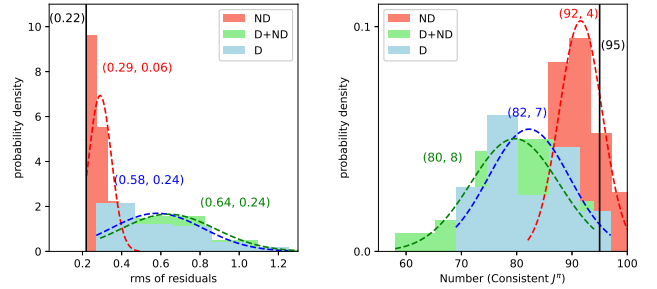 (0.22)
ND
D+ND
D
(0.29, 0.06)
(0.58, 0.24)
(0.64, 0.24)
10
8
6
4
2
0
probability density
0.2
0.4
0.6
0.8
1.0
1.2
rms of residuals
(92, 4)
(95)
ND
D+ND
D
(82, 7)
(80, 8)
0.1
0.0
probability density
60
70
80
90
100
Number (Consistent J^π)